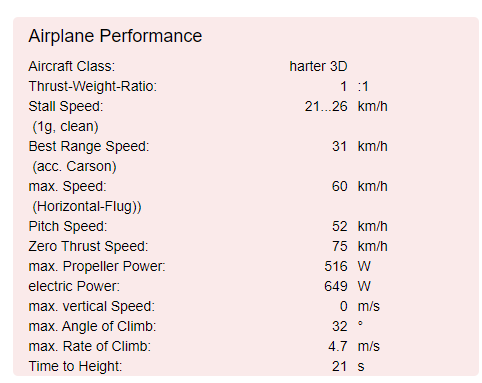 Airplane Performance
Aircraft Class: harter 3D
Thrust-Weight-Ratio: 1 :1
Stall Speed: 21...26 km/h
(1g, clean)
Best Range Speed: 31 km/h
(acc. Carson)
max. Speed: 60 km/h
(Horizontal-Flug))
Pitch Speed: 52 km/h
Zero Thrust Speed: 75 km/h
max. Propeller Power: 516 W
electric Power: 649 W
max. vertical Speed: 0 m/s
max. Angle of Climb: 32 °
max. Rate of Climb: 4.7 m/s
Time to Height: 21 s